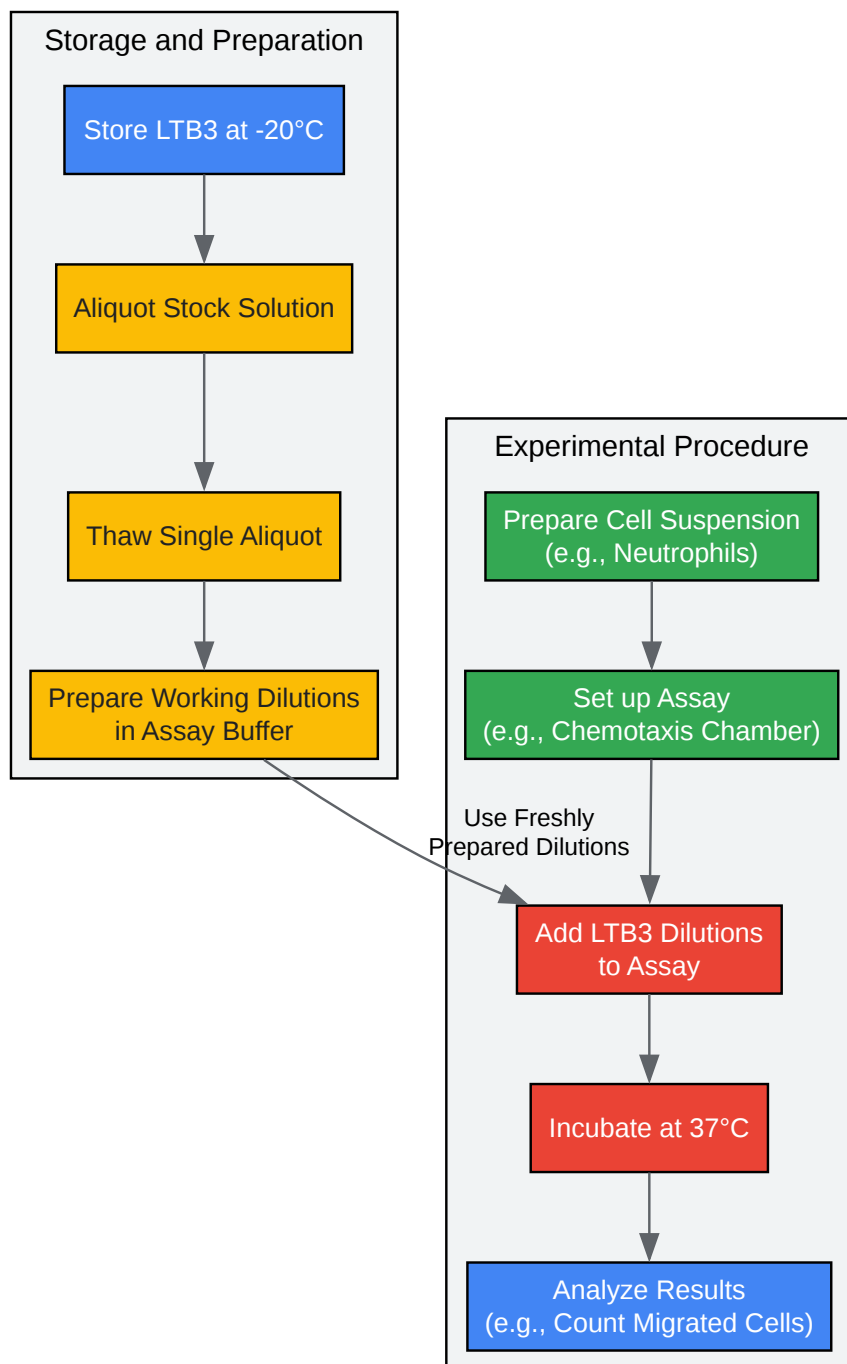 Storage and Preparation
Store LTB3 at -20°C
Aliquot Stock Solution
Thaw Single Aliquot
Prepare Working Dilutions
in Assay Buffer
Experimental Procedure
Prepare Cell Suspension
(e.g., Neutrophils)
Set up Assay
(e.g., Chemotaxis Chamber)
Use Freshly
Prepared Dilutions
Add LTB3 Dilutions
to Assay
Incubate at 37°C
Analyze Results
(e.g., Count Migrated Cells)